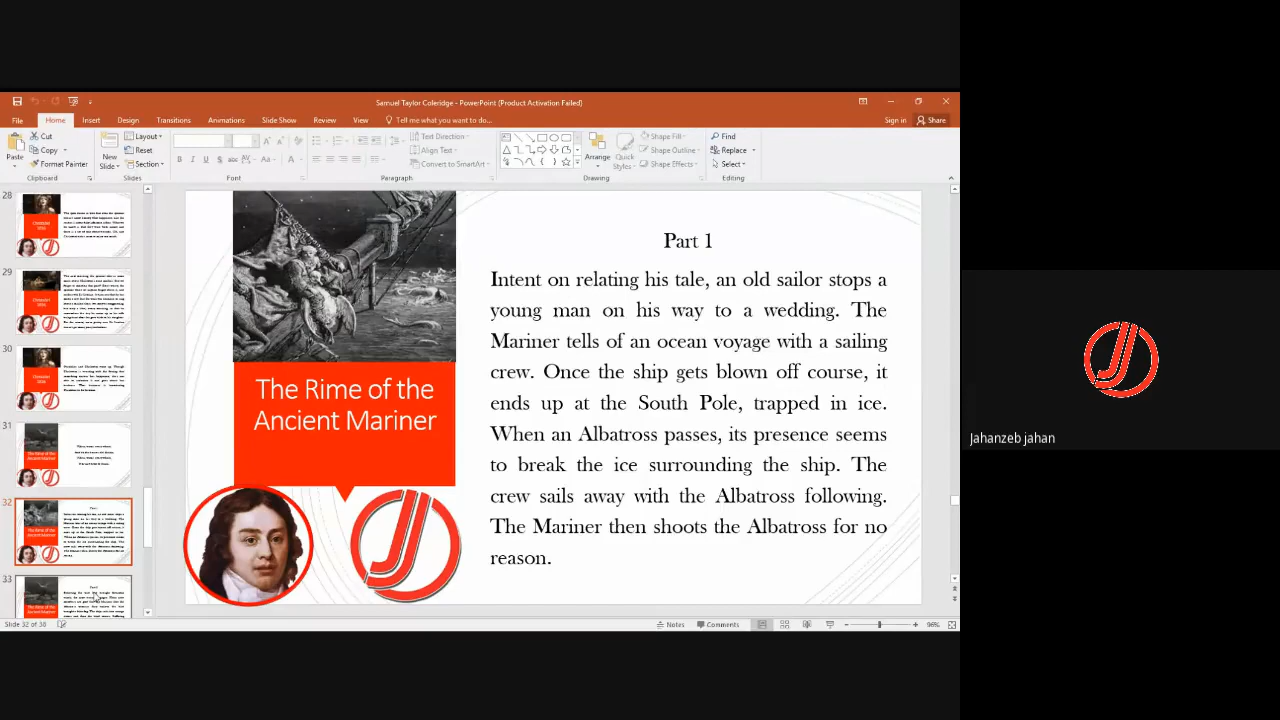 Samuel Taylor Coleridge - PowerPoint (Product Activation Failed)
File Home Insert Design Transitions Animations Slide Show Review View Tell me what you want to do... Sign in Share
Paste
Cut
Copy
Format Painter
Clipboard
New Slide
Layout
Reset
Section
Slides
Font
Text Direction
Align Text
Convert to SmartArt
Paragraph
Arrange
Quick Styles
Shape Fill
Shape Outline
Shape Effects
Drawing
Find
Replace
Select
Editing
28
29
30
31
32
33
The Rime of the
Ancient Mariner
Part 1
Intent on relating his tale, an old sailor stops a
young man on his way to a wedding. The
Mariner tells of an ocean voyage with a sailing
crew. Once the ship gets blown off course, it
ends up at the South Pole, trapped in ice.
When an Albatross passes, its presence seems
to break the ice surrounding the ship. The
crew sails away with the Albatross following.
The Mariner then shoots the Albatross for no
reason.
Jahanzeb jahan
Slide 32 of 38
Notes Comments 96%